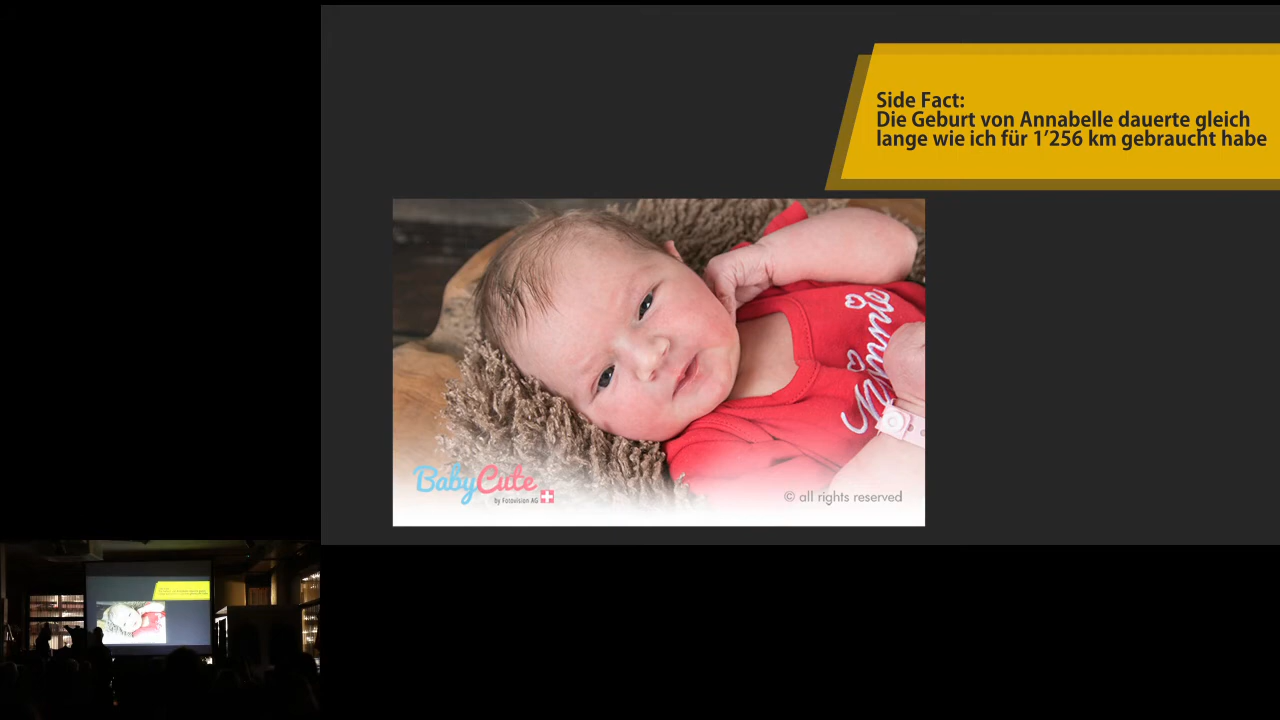 Side Fact:
Die Geburt von Annabelle dauerte gleich
lange wie ich für 1’256 km gebraucht habe
Minnie
BabyCute
by Fotovision AG
© all rights reserved